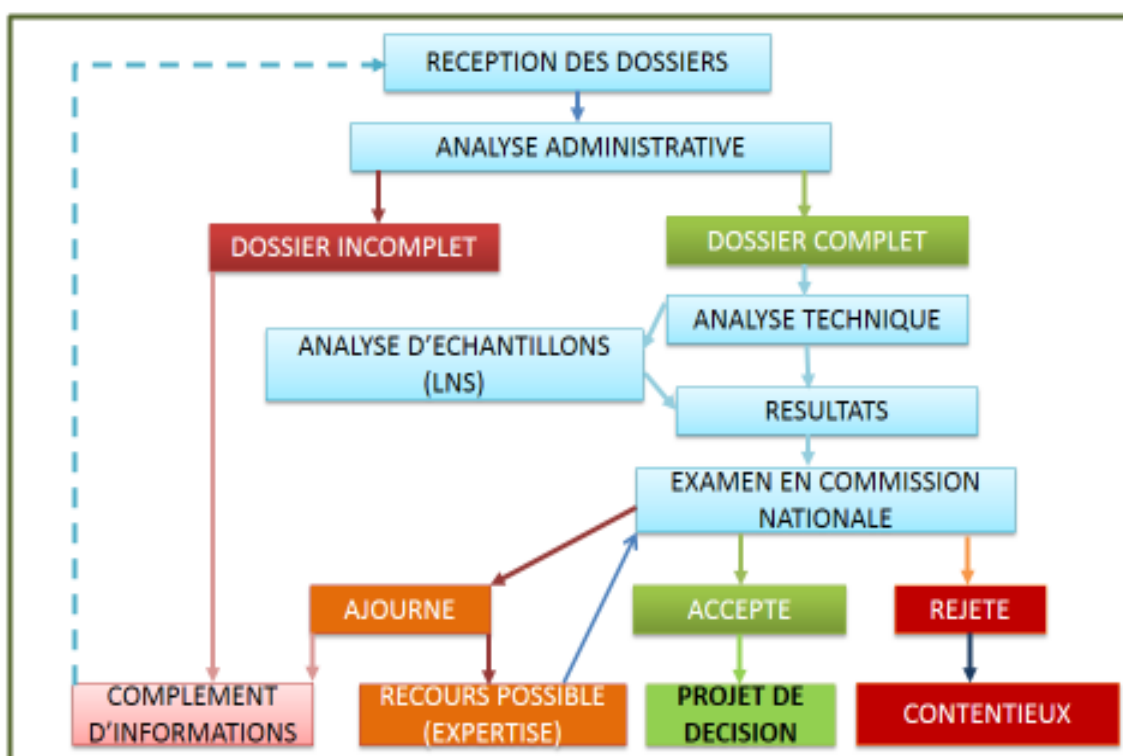 RECEPTION DES DOSSIERS
ANALYSE ADMINISTRATIVE
DOSSIER INCOMPLET
DOSSIER COMPLET
ANALYSE TECHNIQUE
ANALYSE D'ECHANTILLONS
(LNS)
RESULTATS
EXAMEN EN COMMISSION
NATIONALE
AJOURNE
ACCEPTE
REJETE
COMPLEMENT
D'INFORMATIONS
RECOURS POSSIBLE
(EXPERTISE)
PROJET DE
DECISION
CONTENTIEUX